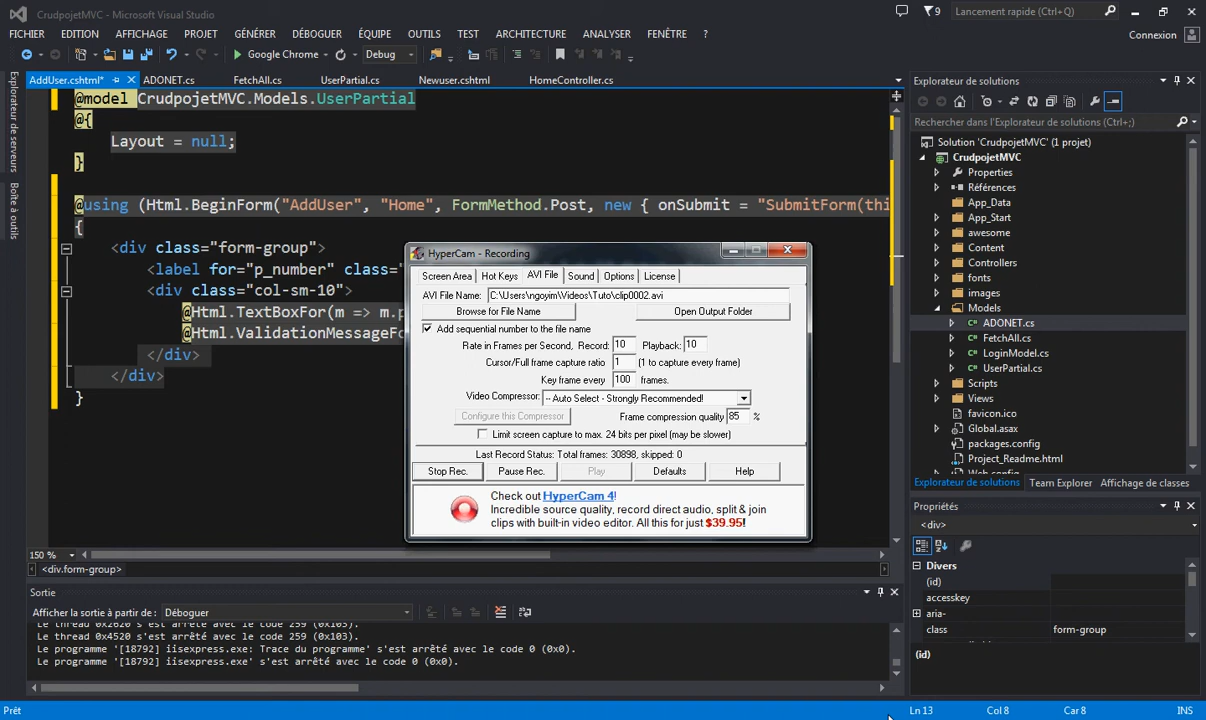 CrudpojetMVC - Microsoft Visual Studio
9
Lancement rapide (Ctrl+Q)
FICHIER EDITION AFFICHAGE PROJET GÉNÉRER DÉBOGUER ÉQUIPE OUTILS TEST ARCHITECTURE ANALYSER FENÊTRE ?
Connexion
Google Chrome
Debug
AddUser.cshtml* ADONET.cs FetchAll.cs UserPartial.cs Newuser.cshtml HomeController.cs
Explorateur de serveurs
Boîte à outils
@model CrudpojetMVC.Models.UserPartial
@{
Layout = null;
}
@using (Html.BeginForm("AddUser", "Home", FormMethod.Post, new { onSubmit = "SubmitForm(thi
{
<div class="form-group">
<label for="p_number" class="
<div class="col-sm-10">
@Html.TextBoxFor(m => m.p
@Html.ValidationMessageFo
</div>
</div>
}
150 %
<div.form-group>
HyperCam - Recording
Screen Area Hot Keys AVI File Sound Options License
AVI File Name: C:\Users\ngoyim\Videos\Tuto\clip0002.avi
Browse for File Name Open Output Folder
Add sequential number to the file name
Rate in Frames per Second, Record: 10 Playback: 10
Cursor/Full frame capture ratio 1 (1 to capture every frame)
Key frame every 100 frames.
Video Compressor: -- Auto Select - Strongly Recommended!
Configure this Compressor Frame compression quality 85 %
Limit screen capture to max. 24 bits per pixel (may be slower)
Last Record Status: Total frames: 30898, skipped: 0
Stop Rec. Pause Rec. Play Defaults Help
Check out HyperCam 4!
Incredible source quality, record direct audio, split & join
clips with built-in video editor. All this for just $39.95!
Explorateur de solutions
Rechercher dans l'Explorateur de solutions (Ctrl+;)
Solution 'CrudpojetMVC' (1 projet)
CrudpojetMVC
Properties
Références
App_Data
App_Start
awesome
Content
Controllers
fonts
images
Models
ADONET.cs
FetchAll.cs
LoginModel.cs
UserPartial.cs
Scripts
Views
favicon.ico
Global.asax
packages.config
Project_Readme.html
Web.config
Explorateur de solutions Team Explorer Affichage de classes
Propriétés
<div>
Divers
(id)
accesskey
aria-
class form-group
(id)
Sortie
Afficher la sortie à partir de : Déboguer
Le thread 0x2620 s'est arrêté avec le code 259 (0x103).
Le thread 0x4520 s'est arrêté avec le code 259 (0x103).
Le programme '[18792] iisexpress.exe: Trace du programme' s'est arrêté avec le code 0 (0x0).
Le programme '[18792] iisexpress.exe' s'est arrêté avec le code 0 (0x0).
Prêt Ln 13 Col 8 Car 8 INS